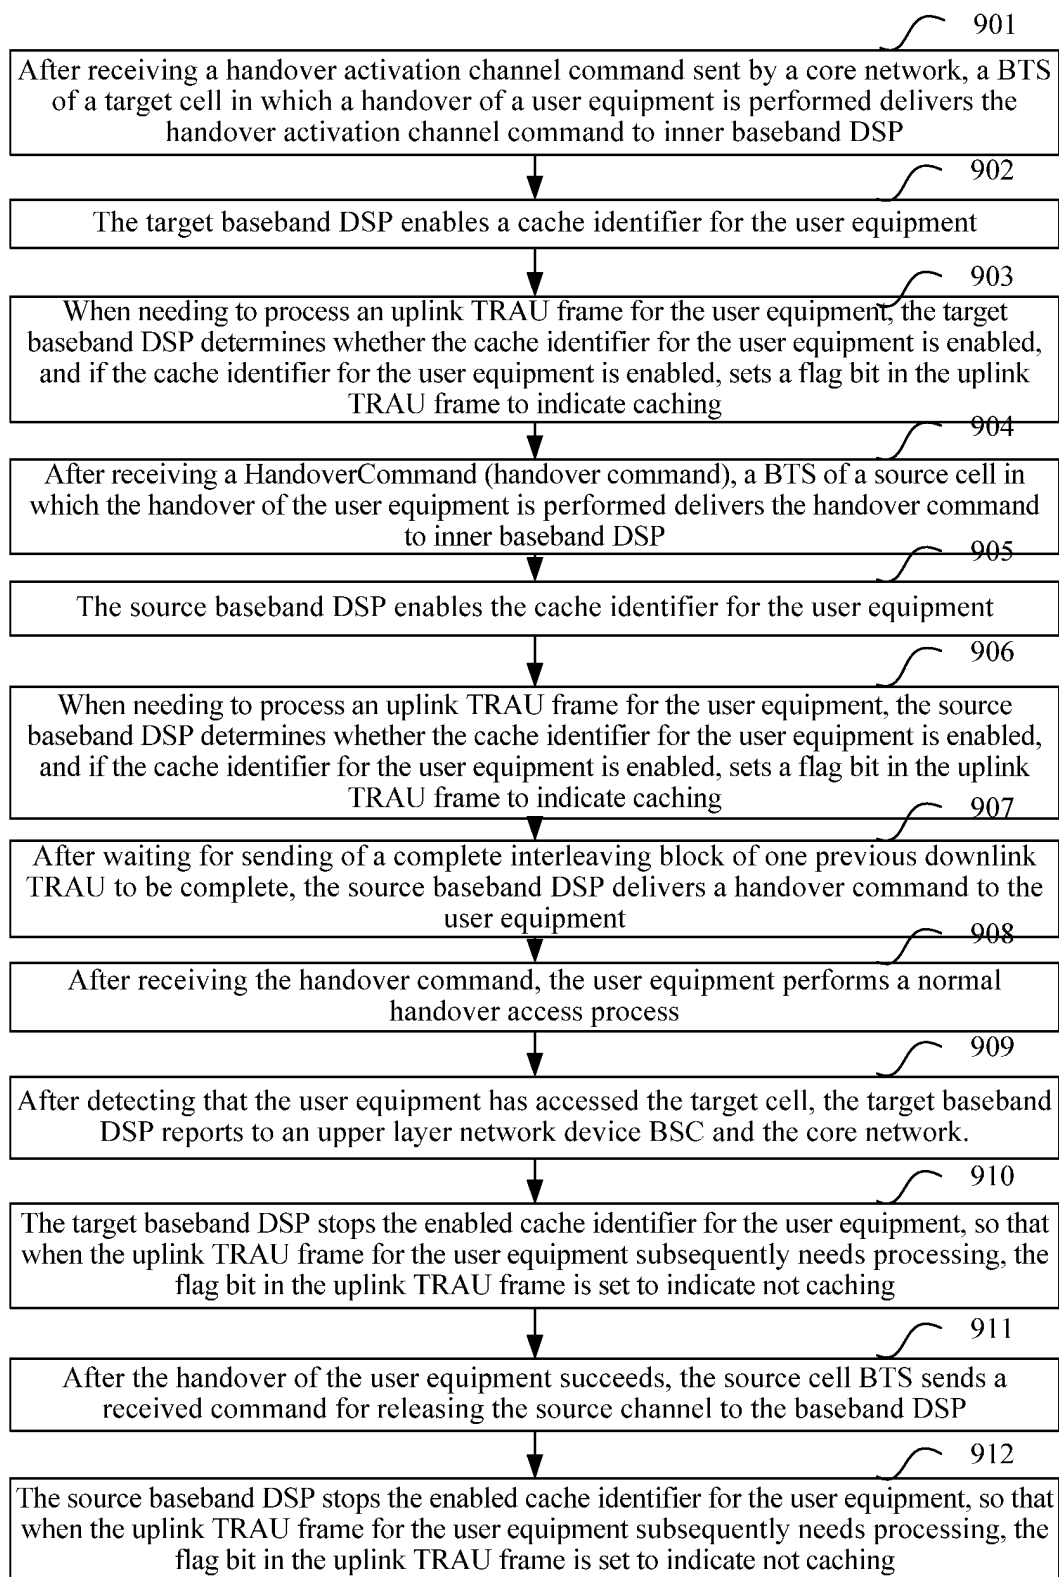 901
After receiving a handover activation channel command sent by a core network, a BTS
of a target cell in which a handover of a user equipment is performed delivers the
handover activation channel command to inner baseband DSP
902
The target baseband DSP enables a cache identifier for the user equipment
903
When needing to process an uplink TRAU frame for the user equipment, the target
baseband DSP determines whether the cache identifier for the user equipment is enabled,
and if the cache identifier for the user equipment is enabled, sets a flag bit in the uplink
TRAU frame to indicate caching
904
After receiving a HandoverCommand (handover command), a BTS of a source cell in
which the handover of the user equipment is performed delivers the handover command
to inner baseband DSP
905
The source baseband DSP enables the cache identifier for the user equipment
906
When needing to process an uplink TRAU frame for the user equipment, the source
baseband DSP determines whether the cache identifier for the user equipment is enabled,
and if the cache identifier for the user equipment is enabled, sets a flag bit in the uplink
TRAU frame to indicate caching
907
After waiting for sending of a complete interleaving block of one previous downlink
TRAU to be complete, the source baseband DSP delivers a handover command to the
user equipment
908
After receiving the handover command, the user equipment performs a normal
handover access process
909
After detecting that the user equipment has accessed the target cell, the target baseband
DSP reports to an upper layer network device BSC and the core network.
910
The target baseband DSP stops the enabled cache identifier for the user equipment, so that
when the uplink TRAU frame for the user equipment subsequently needs processing, the
flag bit in the uplink TRAU frame is set to indicate not caching
911
After the handover of the user equipment succeeds, the source cell BTS sends a
received command for releasing the source channel to the baseband DSP
912
The source baseband DSP stops the enabled cache identifier for the user equipment, so that
when the uplink TRAU frame for the user equipment subsequently needs processing, the
flag bit in the uplink TRAU frame is set to indicate not caching